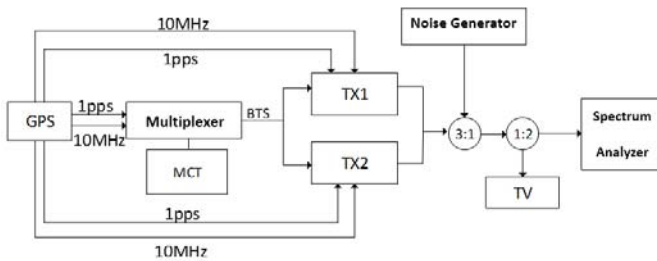 10MHz
1pps
Noise Generator
TX1
GPS
1pps
10MHz
Multiplexer
BTS
MCT
TX2
3:1
1:2
Spectrum
Analyzer
TV
1pps
10MHz